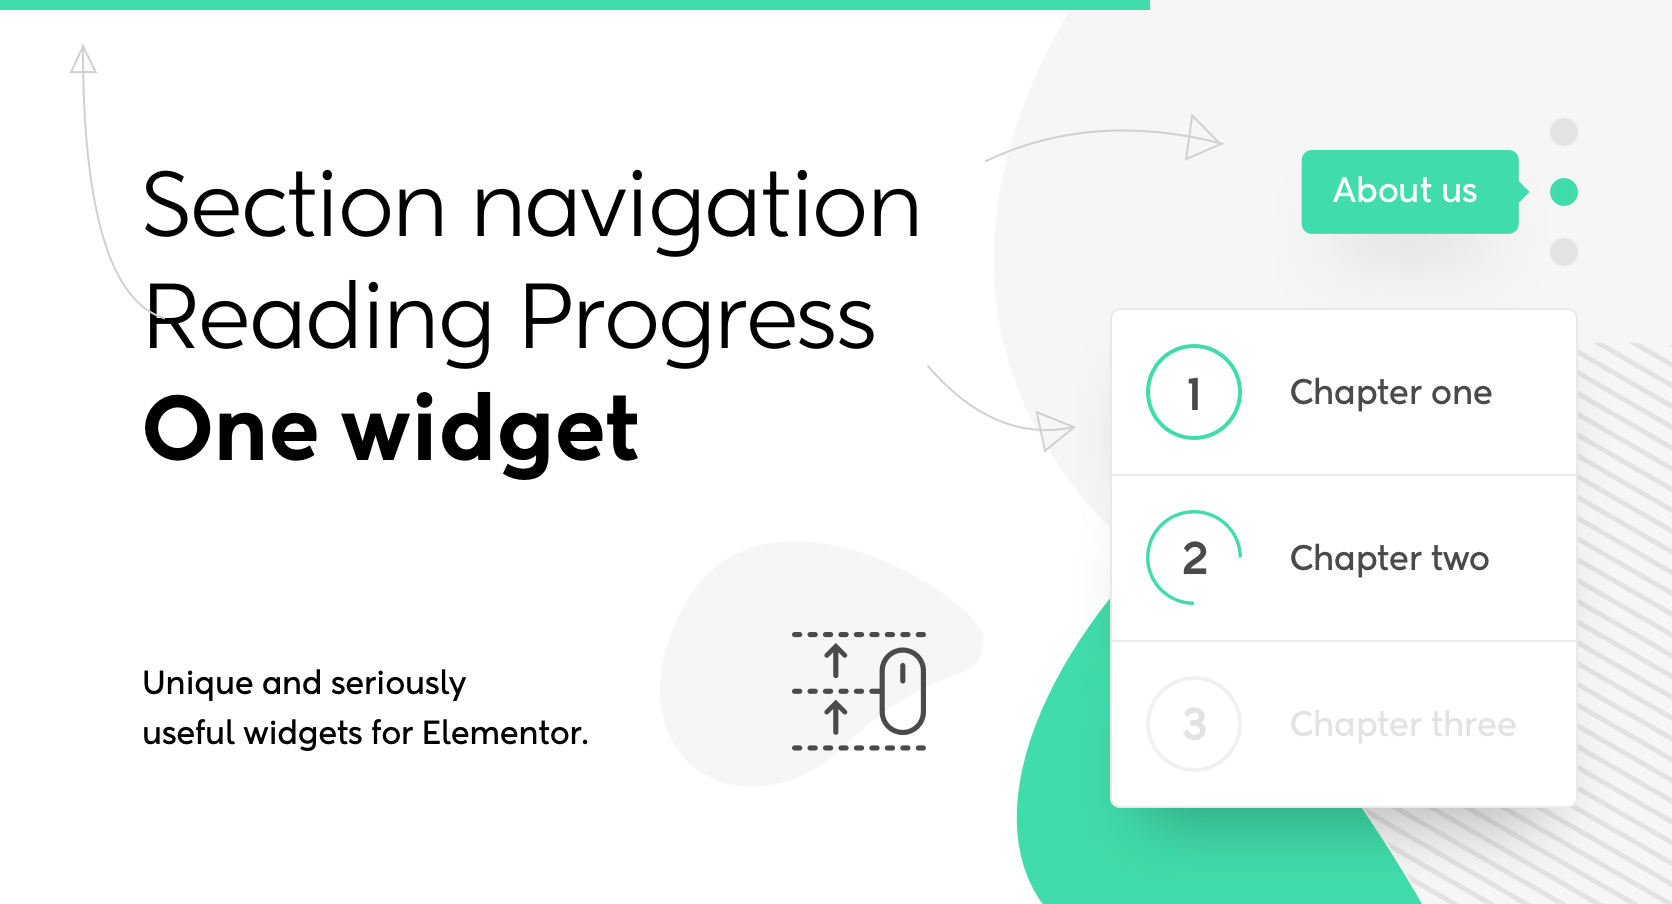 Section navigation
Reading Progress
One widget
Unique and seriously
useful widgets for Elementor.
About us
1 Chapter one
2 Chapter two
3 Chapter three